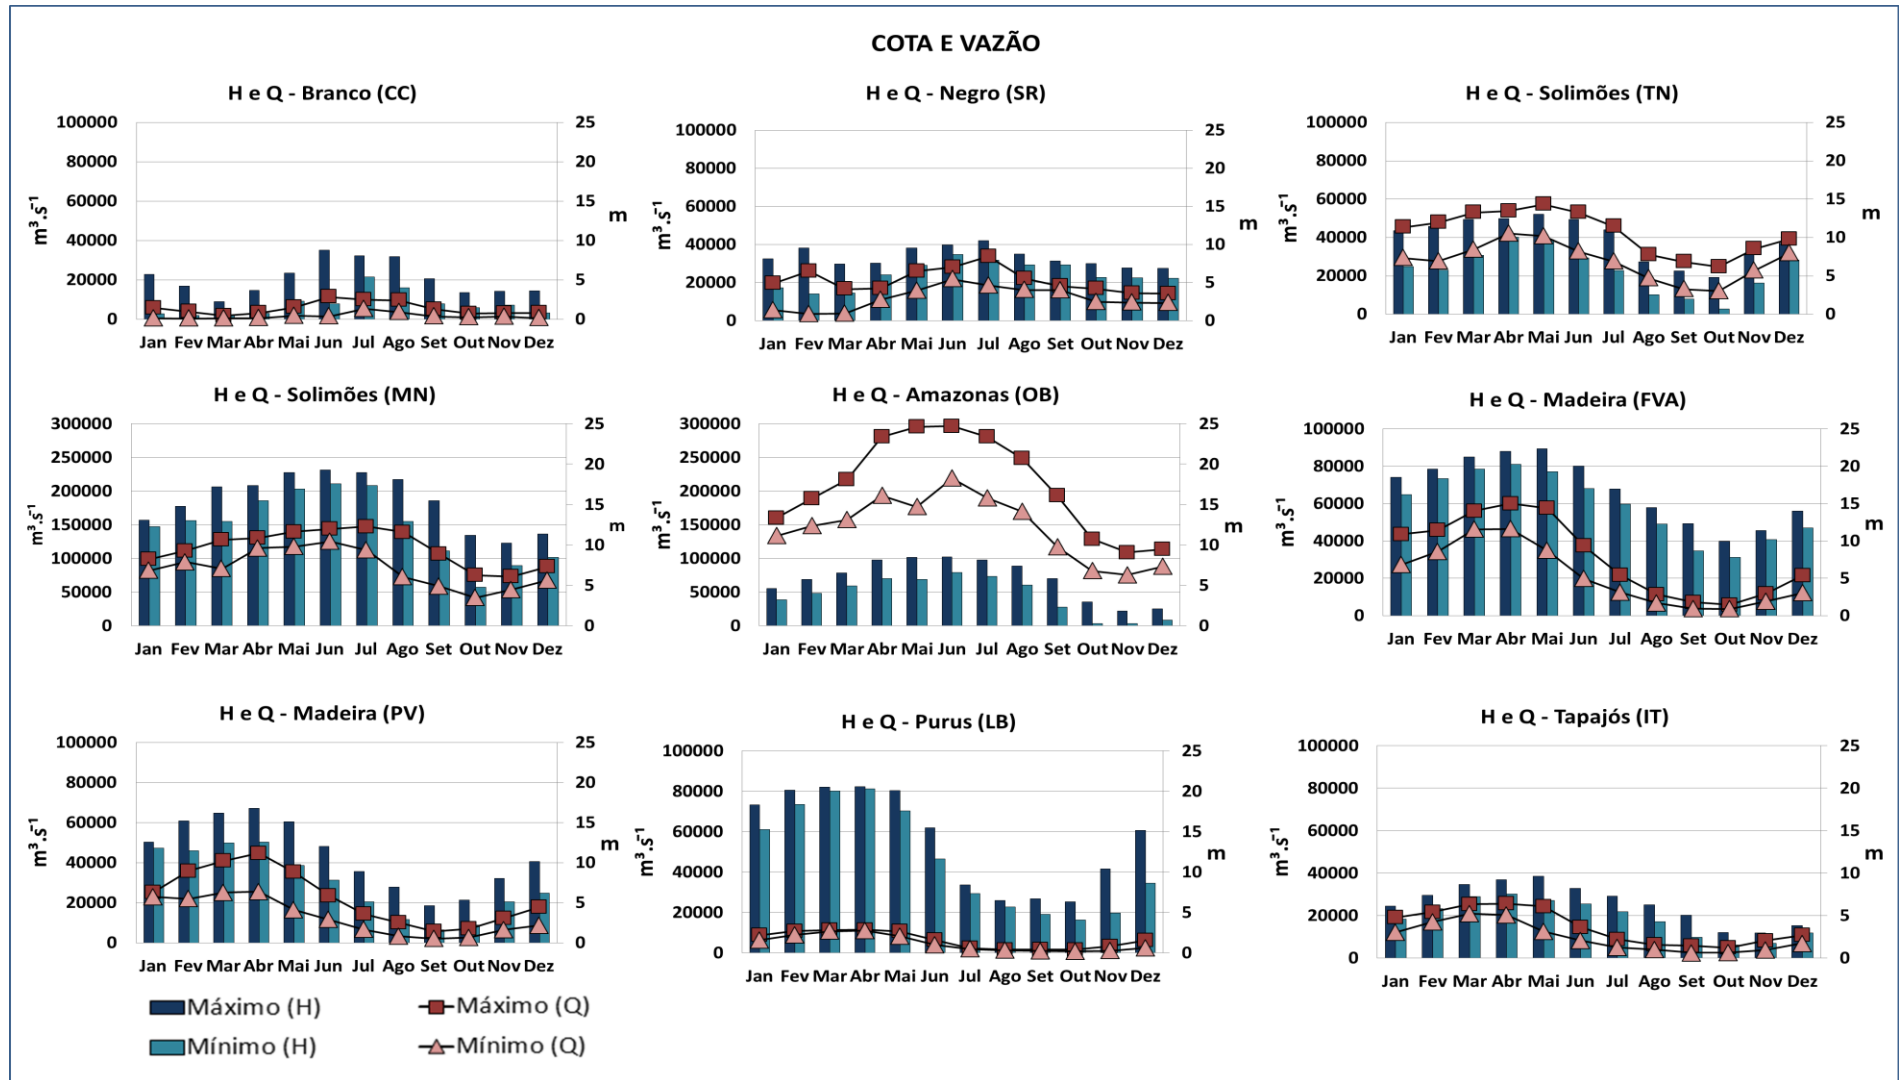 COTA E VAZÃO
H e Q - Branco (CC)
100000
80000
60000
40000
20000
0
m³.s⁻¹
25
20
15
10
5
0
m
Jan Fev Mar Abr Mai Jun Jul Ago Set Out Nov Dez
H e Q - Negro (SR)
100000
80000
60000
40000
20000
0
m³.s⁻¹
25
20
15
10
5
0
m
Jan Fev Mar Abr Mai Jun Jul Ago Set Out Nov Dez
H e Q - Solimões (TN)
100000
80000
60000
40000
20000
0
m³.s⁻¹
25
20
15
10
5
0
m
Jan Fev Mar Abr Mai Jun Jul Ago Set Out Nov Dez
H e Q - Solimões (MN)
300000
250000
200000
150000
100000
50000
0
m³.s⁻¹
25
20
15
10
5
0
m
Jan Fev Mar Abr Mai Jun Jul Ago Set Out Nov Dez
H e Q - Amazonas (OB)
300000
250000
200000
150000
100000
50000
0
m³.s⁻¹
25
20
15
10
5
0
m
Jan Fev Mar Abr Mai Jun Jul Ago Set Out Nov Dez
H e Q - Madeira (FVA)
100000
80000
60000
40000
20000
0
m³.s⁻¹
25
20
15
10
5
0
m
Jan Fev Mar Abr Mai Jun Jul Ago Set Out Nov Dez
H e Q - Madeira (PV)
100000
80000
60000
40000
20000
0
m³.s⁻¹
25
20
15
10
5
0
m
Jan Fev Mar Abr Mai Jun Jul Ago Set Out Nov Dez
H e Q - Purus (LB)
100000
80000
60000
40000
20000
0
m³.s⁻¹
25
20
15
10
5
0
m
Jan Fev Mar Abr Mai Jun Jul Ago Set Out Nov Dez
H e Q - Tapajós (IT)
100000
80000
60000
40000
20000
0
m³.s⁻¹
25
20
15
10
5
0
m
Jan Fev Mar Abr Mai Jun Jul Ago Set Out Nov Dez
Máximo (H) Máximo (Q)
Mínimo (H) Mínimo (Q)